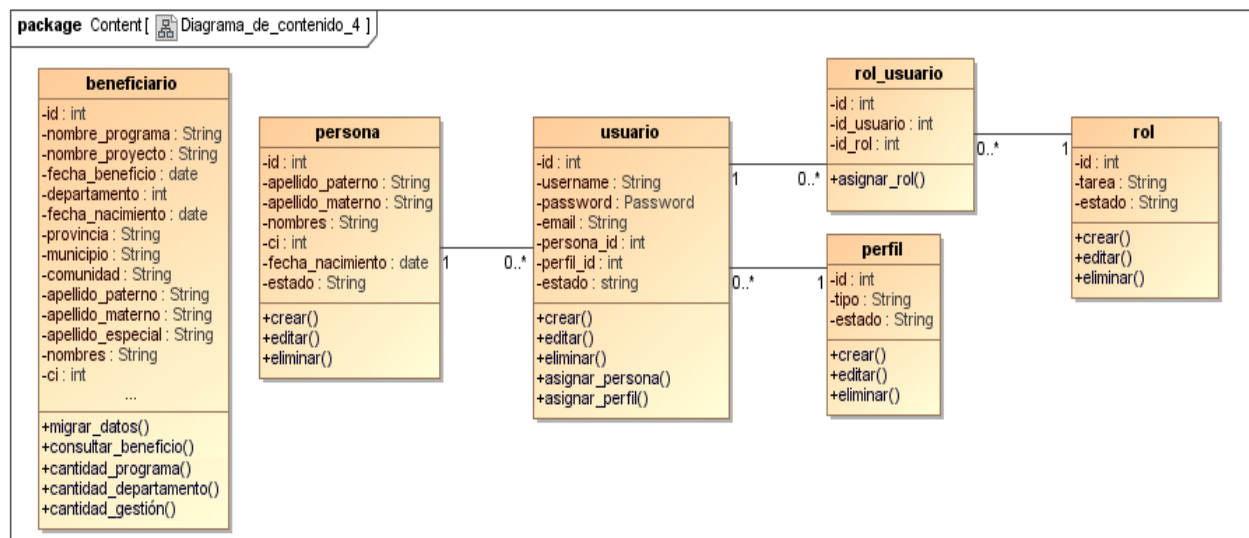 package Content[ Diagrama_de_contenido_4 ]
beneficiario
-id : int
-nombre_programa : String
-nombre_proyecto : String
-fecha_beneficio : date
-departamento : int
-fecha_nacimiento : date
-provincia : String
-municipio : String
-comunidad : String
-apellido_paterno : String
-apellido_materno : String
-apellido_especial : String
-nombres : String
-ci : int
...
+migrar_datos()
+consultar_beneficio()
+cantidad_programa()
+cantidad_departamento()
+cantidad_gestión()
persona
-id : int
-apellido_paterno : String
-apellido_materno : String
-nombres : String
-ci : int
-fecha_nacimiento : date
-estado : String
+crear()
+editar()
+eliminar()
1
0..*
usuario
-id : int
-username : String
-password : Password
-email : String
-persona_id : int
-perfil_id : int
-estado : string
+crear()
+editar()
+eliminar()
+asignar_persona()
+asignar_perfil()
1
0..*
0..*
1
rol_usuario
-id : int
-id_usuario : int
-id_rol : int
+asignar_rol()
0..*
1
perfil
-id : int
-tipo : String
-estado : String
+crear()
+editar()
+eliminar()
rol
-id : int
-tarea : String
-estado : String
+crear()
+editar()
+eliminar()